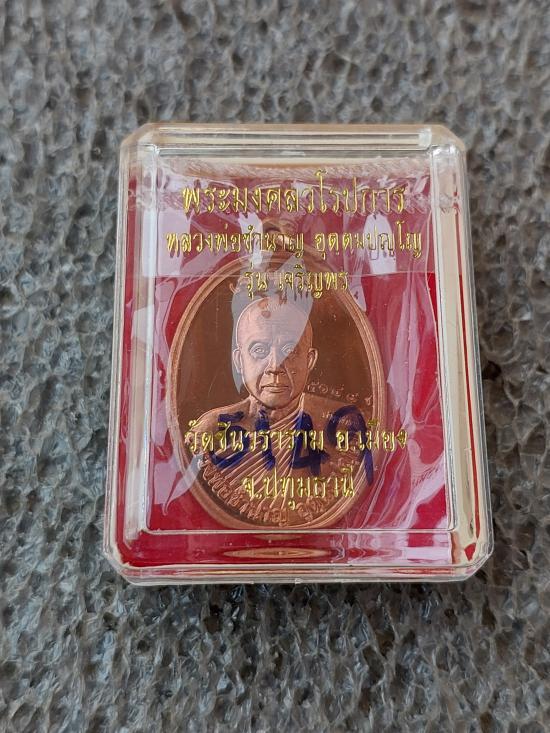 พระมงคลวโรปการ
หลวงพ่อชำนาญ อุตฺตมปญฺโญ
รุ่น เจริญพร
5149
วัดชินวราราม อ.เมือง
จ.ปทุมธานี